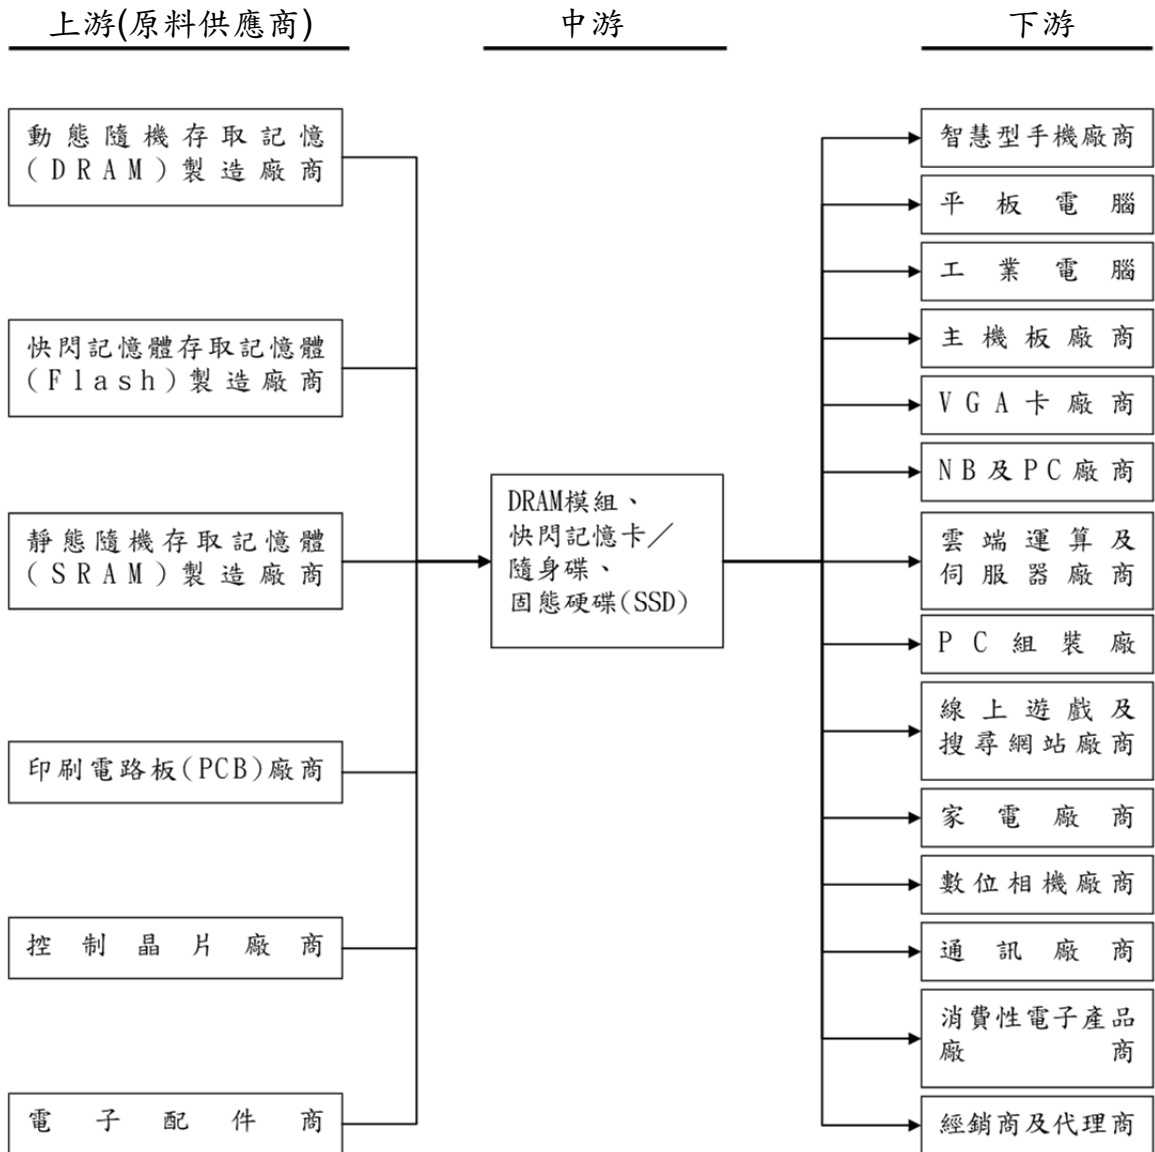 上游(原料供應商)
中游
下游
動態隨機存取記憶
(DRAM)製造廠商
快閃記憶體存取記憶體
(Flash)製造廠商
靜態隨機存取記憶體
(SRAM)製造廠商
印刷電路板(PCB)廠商
控制晶片廠商
電子配件商
DRAM模組、
快閃記憶卡／
隨身碟、
固態硬碟(SSD)
智慧型手機廠商
平板電腦
工業電腦
主機板廠商
VGA卡廠商
NB及PC廠商
雲端運算及
伺服器廠商
PC組裝廠
線上遊戲及
搜尋網站廠商
家電廠商
數位相機廠商
通訊廠商
消費性電子產品
廠商
經銷商及代理商